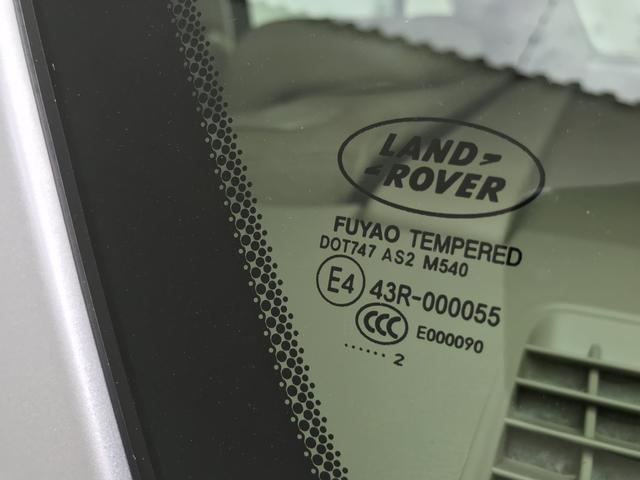 LAND
ROVER
FUYAO TEMPERED
DOT747 AS2 M540
E4 43R-000055
CCC E000090
...... 2